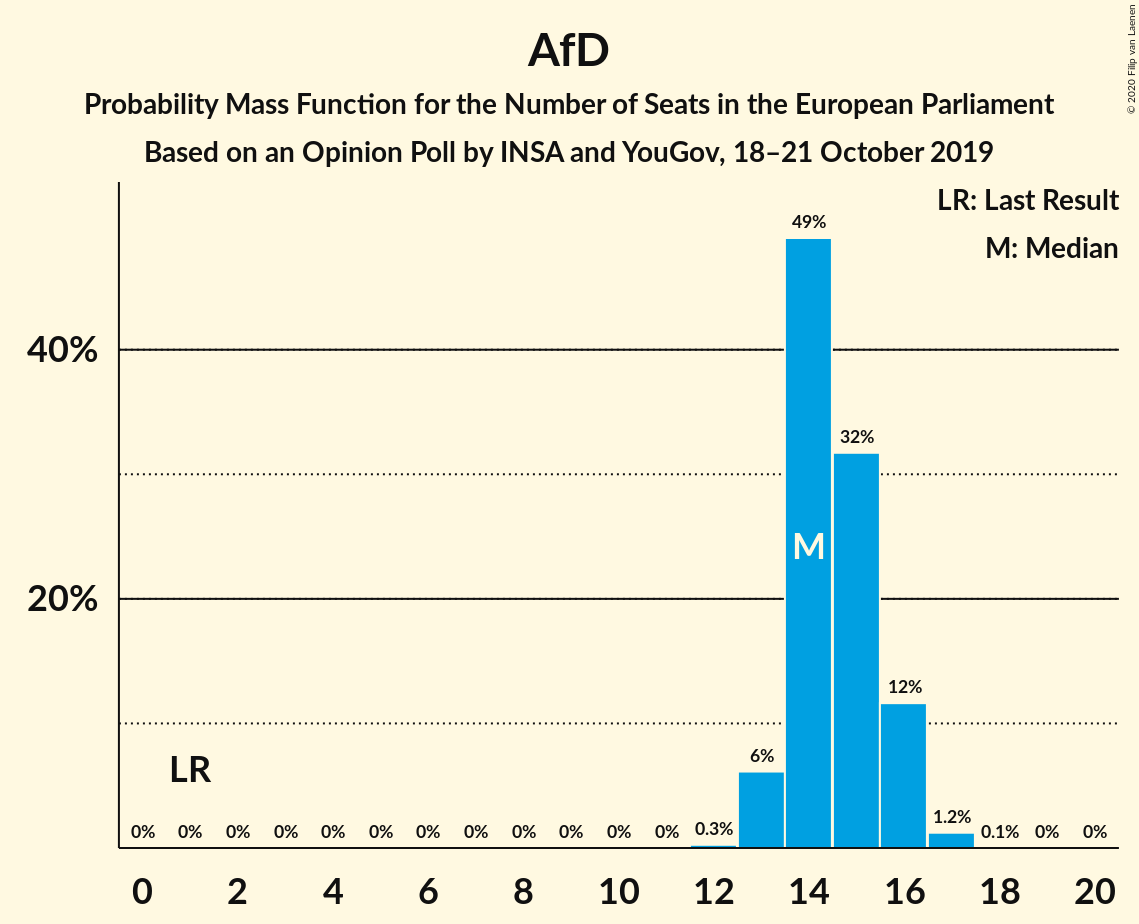 AfD
Probability Mass Function for the Number of Seats in the European Parliament
Based on an Opinion Poll by INSA and YouGov, 18–21 October 2019
© 2020 Filip van Laenen
LR: Last Result
M: Median
49%
40%
32%
M
20%
12%
6%
LR
0% 0% 0% 0% 0% 0% 0% 0% 0% 0% 0% 0% 0.3% 1.2% 0.1% 0% 0%
0 2 4 6 8 10 12 14 16 18 20